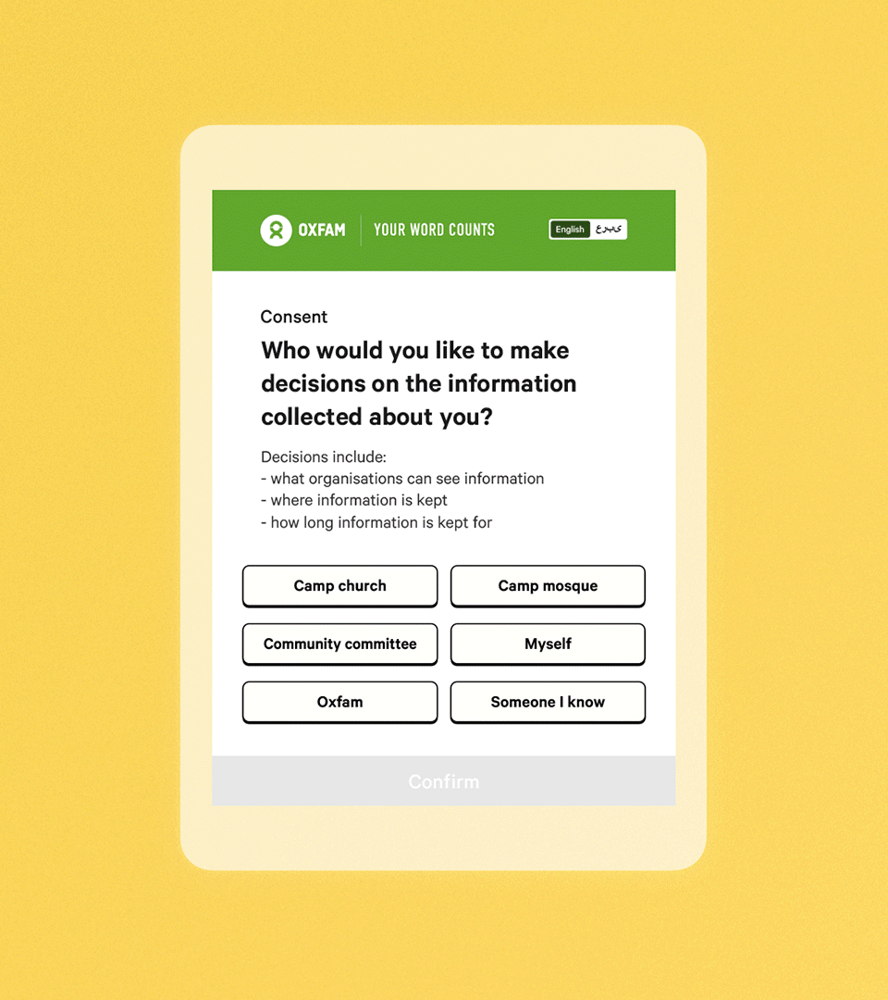 OXFAM
YOUR WORD COUNTS
English ىبرع
Consent
Who would you like to make
decisions on the information
collected about you?
Decisions include:
- what organisations can see information
- where information is kept
- how long information is kept for
Camp church
Camp mosque
Community committee
Myself
Oxfam
Someone I know
Confirm